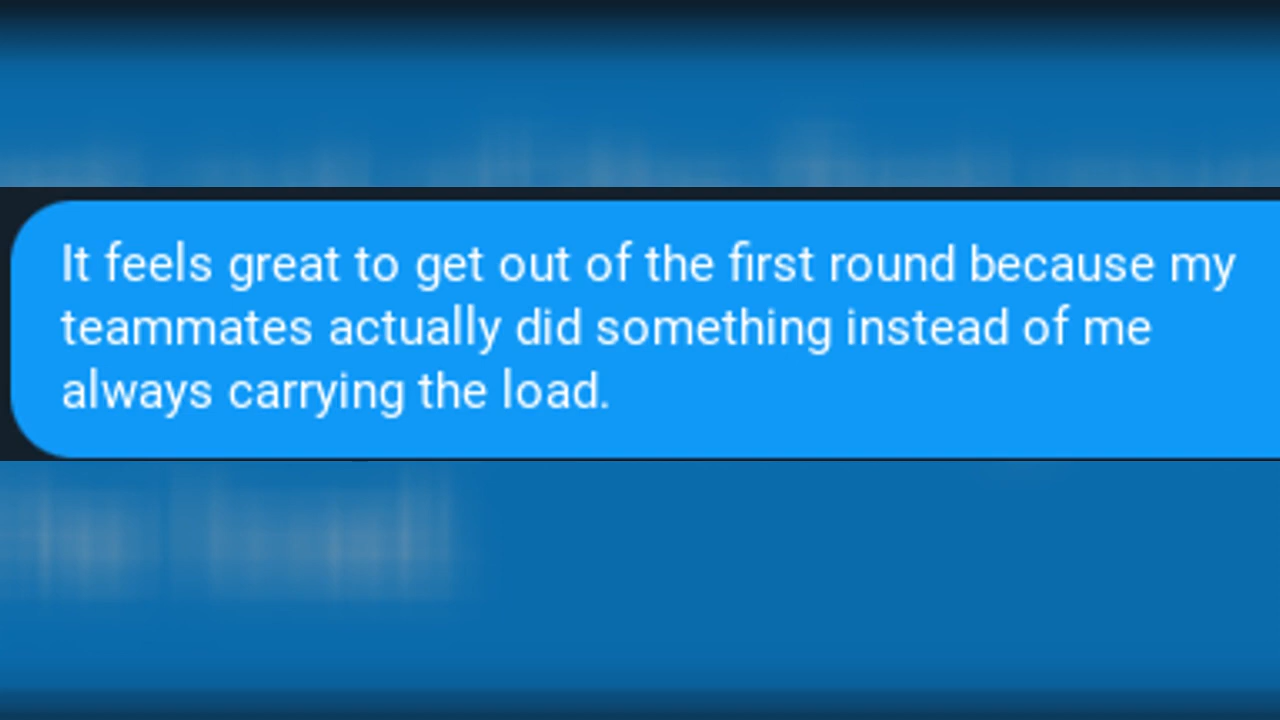 It feels great to get out of the first round because my
teammates actually did something instead of me
always carrying the load.